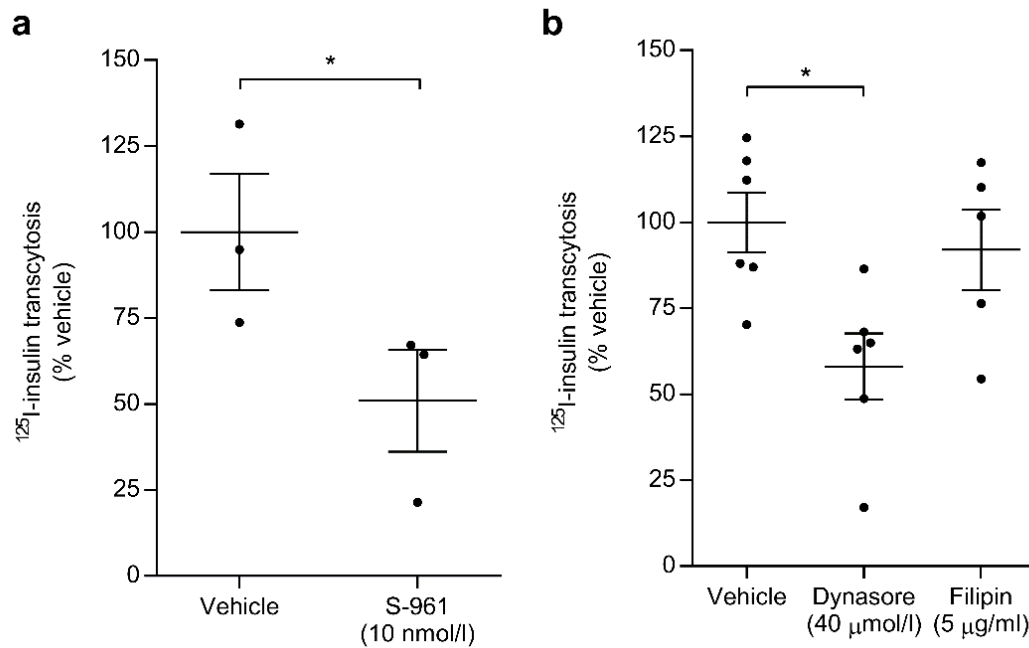 a
150
125
100
75
50
25
0
¹²⁵I-insulin transcytosis
(% vehicle)
*
Vehicle
S-961
(10 nmol/l)
b
150
125
100
75
50
25
0
¹²⁵I-insulin transcytosis
(% vehicle)
*
Vehicle
Dynasore
(40 μmol/l)
Filipin
(5 μg/ml)